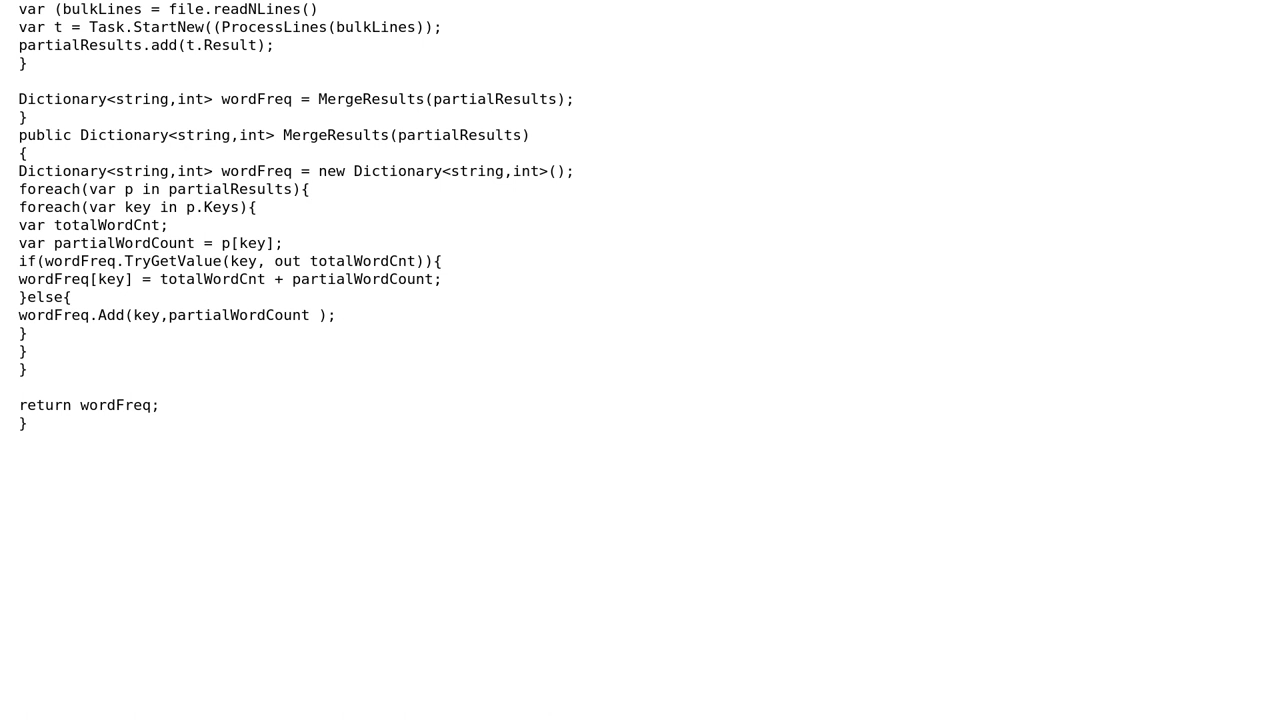 var (bulkLines = file.readNLines()
var t = Task.StartNew((ProcessLines(bulkLines));
partialResults.add(t.Result);
}

Dictionary<string,int> wordFreq = MergeResults(partialResults);
}
public Dictionary<string,int> MergeResults(partialResults)
{
Dictionary<string,int> wordFreq = new Dictionary<string,int>();
foreach(var p in partialResults){
foreach(var key in p.Keys){
var totalWordCnt;
var partialWordCount = p[key];
if(wordFreq.TryGetValue(key, out totalWordCnt)){
wordFreq[key] = totalWordCnt + partialWordCount;
}else{
wordFreq.Add(key,partialWordCount );
}
}
}

return wordFreq;
}